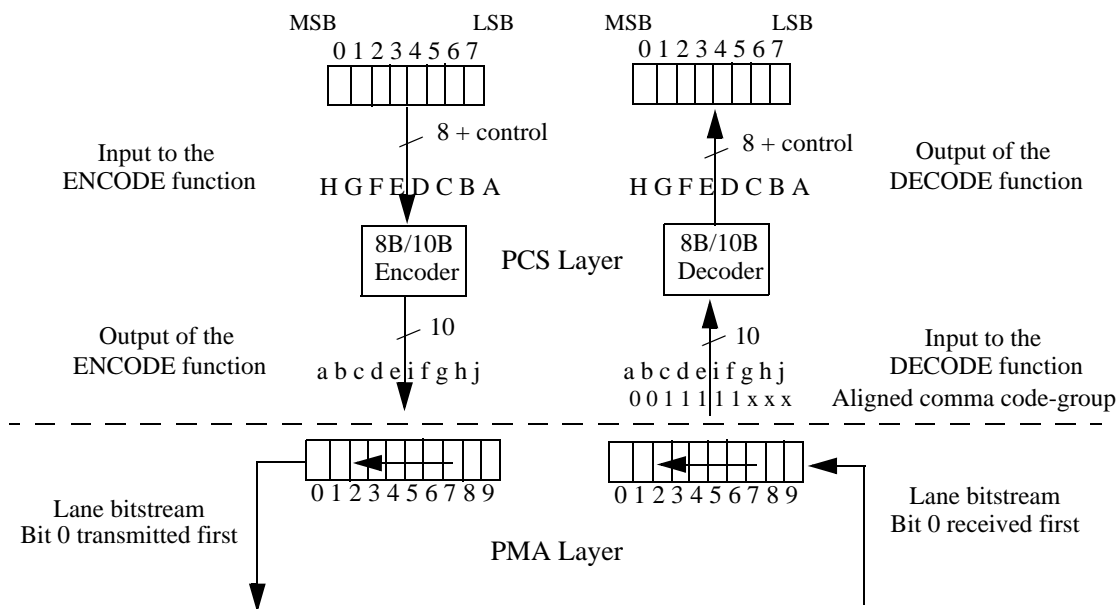 MSB LSB MSB LSB
0 1 2 3 4 5 6 7 0 1 2 3 4 5 6 7
8 + control 8 + control
Input to the Output of the
ENCODE function DECODE function
H G F E D C B A H G F E D C B A
8B/10B 8B/10B
Encoder PCS Layer Decoder
10 10
Output of the Input to the
ENCODE function DECODE function
a b c d e i f g h j a b c d e i f g h j
0 0 1 1 1 1 1 x x x Aligned comma code-group
0 1 2 3 4 5 6 7 8 9 0 1 2 3 4 5 6 7 8 9
Lane bitstream Lane bitstream
Bit 0 transmitted first Bit 0 received first
PMA Layer